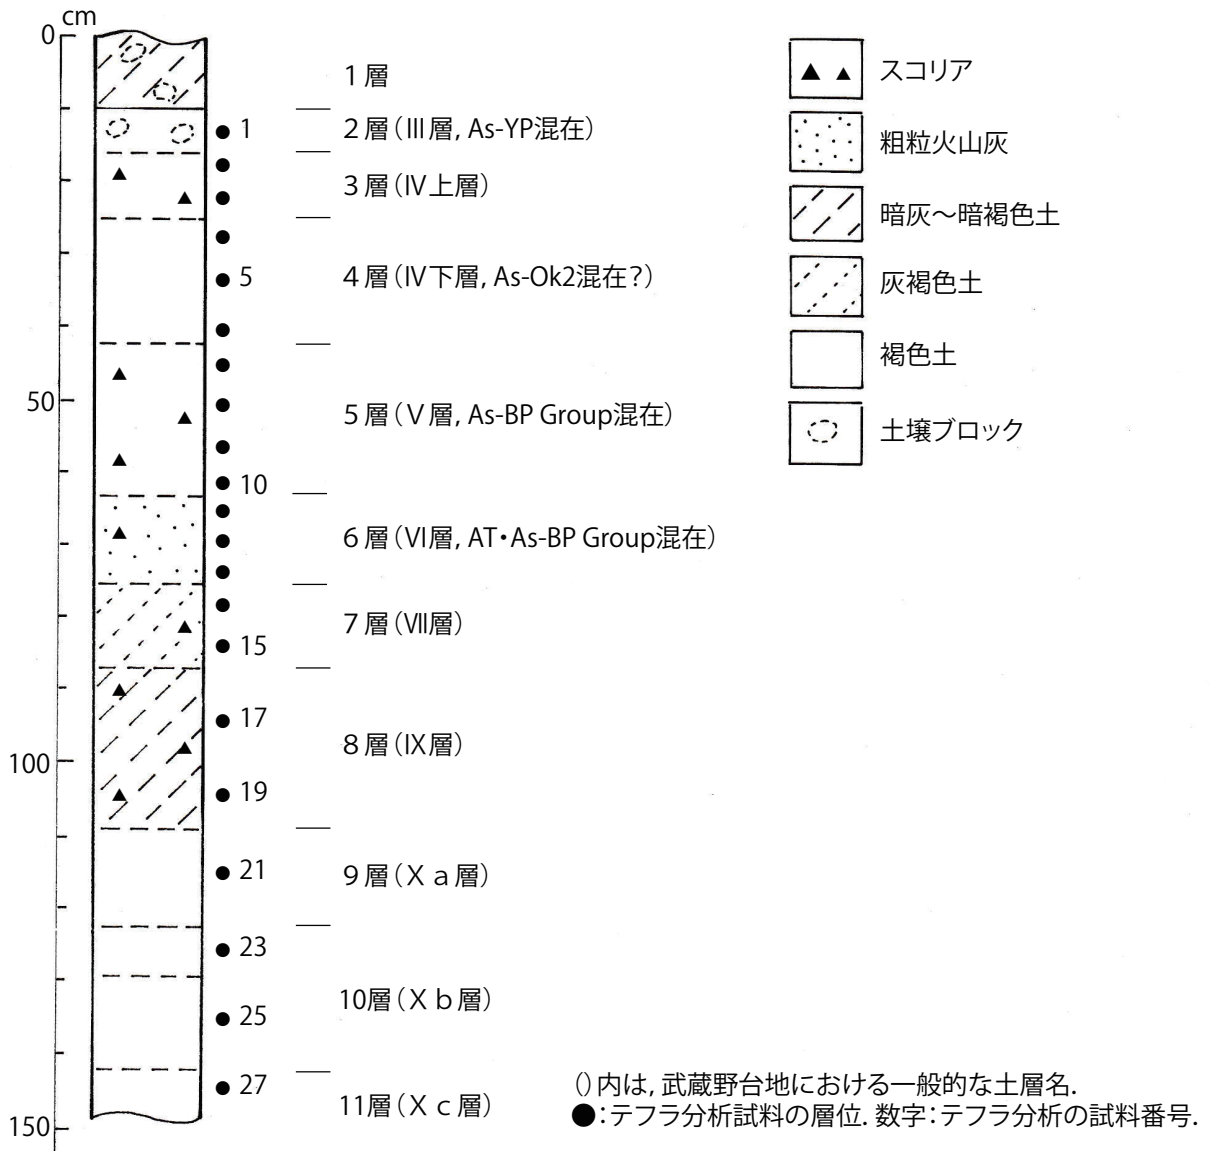 cm
0
50
100
150
1
5
10
15
17
19
21
23
25
27
1層
2層(Ⅲ層, As-YP混在)
3層(Ⅳ上層)
4層(Ⅳ下層, As-Ok2混在?)
5層(Ⅴ層, As-BP Group混在)
6層(Ⅵ層, AT・As-BP Group混在)
7層(Ⅶ層)
8層(Ⅸ層)
9層(Ⅹa層)
10層(Ⅹb層)
11層(Ⅹc層)
スコリア
粗粒火山灰
暗灰〜暗褐色土
灰褐色土
褐色土
土壌ブロック
()内は, 武蔵野台地における一般的な土層名.
●:テフラ分析試料の層位. 数字:テフラ分析の試料番号.